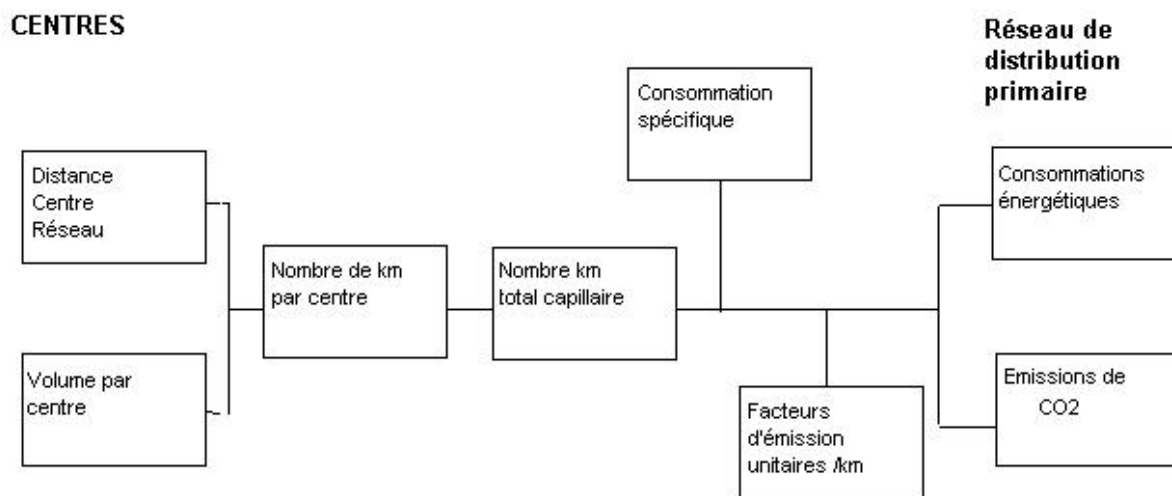 CENTRES
Réseau de
distribution
primaire
Consommation
spécifique
Distance
Centre
Réseau
Consommations
énergétiques
Nombre de km
par centre
Nombre km
total capillaire
Volume par
centre
Facteurs
d'émission
unitaires /km
Emissions de
CO2